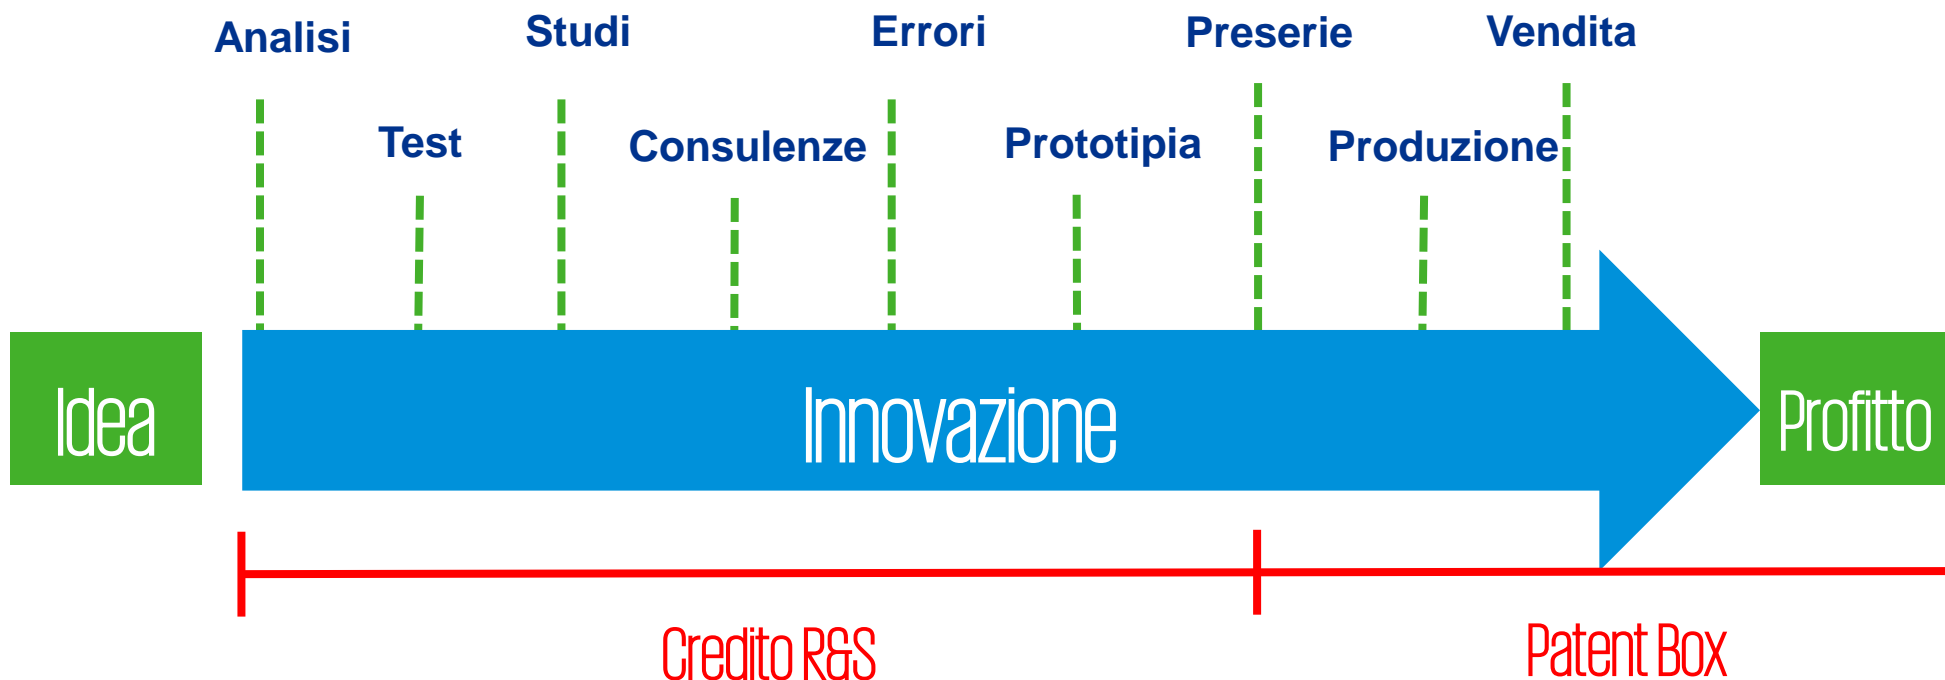 Analisi
Studi
Errori
Preserie
Vendita
Test
Consulenze
Prototipia
Produzione
Idea
Innovazione
Profitto
Credito R&S
Patent Box